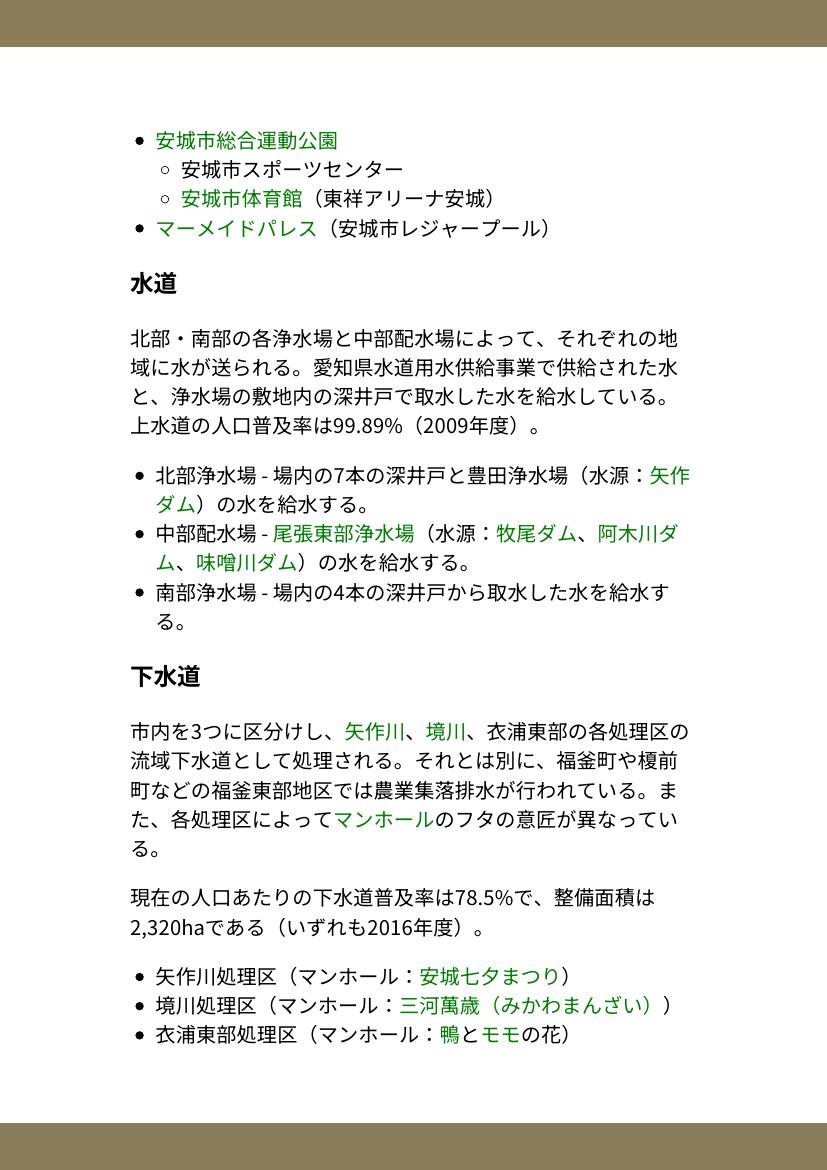 • 安城市総合運動公園
◦ 安城市スポーツセンター
◦ 安城市体育館（東祥アリーナ安城）
• マーメイドパレス（安城市レジャープール）
水道
北部・南部の各浄水場と中部配水場によって、それぞれの地
域に水が送られる。愛知県水道用水供給事業で供給された水
と、浄水場の敷地内の深井戸で取水した水を給水している。
上水道の人口普及率は99.89%（2009年度）。
• 北部浄水場 - 場内の7本の深井戸と豊田浄水場（水源：矢作
ダム）の水を給水する。
• 中部配水場 - 尾張東部浄水場（水源：牧尾ダム、阿木川ダ
ム、味噌川ダム）の水を給水する。
• 南部浄水場 - 場内の4本の深井戸から取水した水を給水す
る。
下水道
市内を3つに区分けし、矢作川、境川、衣浦東部の各処理区の
流域下水道として処理される。それとは別に、福釜町や榎前
町などの福釜東部地区では農業集落排水が行われている。ま
た、各処理区によってマンホールのフタの意匠が異なってい
る。
現在の人口あたりの下水道普及率は78.5%で、整備面積は
2,320haである（いずれも2016年度）。
• 矢作川処理区（マンホール：安城七夕まつり）
• 境川処理区（マンホール：三河萬歳（みかわまんざい））
• 衣浦東部処理区（マンホール：鴨とモモの花）